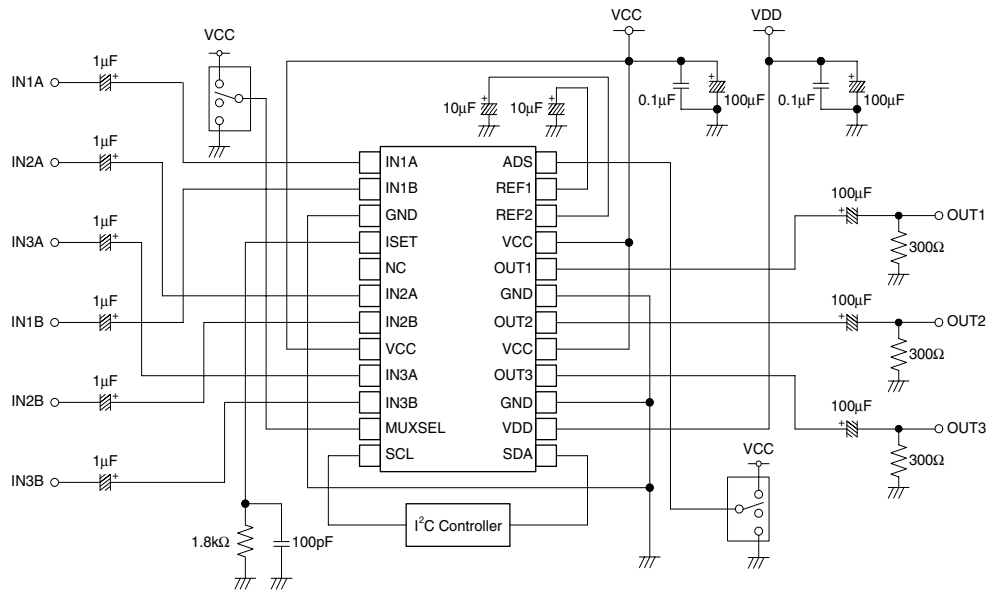 VCC
VDD
VCC
1μF
IN1A
+
+
10μF
+
10μF
0.1μF
+
100μF
0.1μF
+
100μF
1μF
IN2A
+
IN1A
ADS
IN1B
REF1
100μF
1μF
GND
REF2
+
OUT1
IN3A
+
ISET
VCC
300Ω
NC
OUT1
1μF
IN2A
GND
100μF
IN1B
+
IN2B
OUT2
+
OUT2
VCC
VCC
300Ω
1μF
IN3A
OUT3
IN2B
+
IN3B
GND
100μF
MUXSEL
VDD
+
OUT3
1μF
SCL
SDA
VCC
300Ω
IN3B
+
I²C Controller
1.8kΩ
100pF